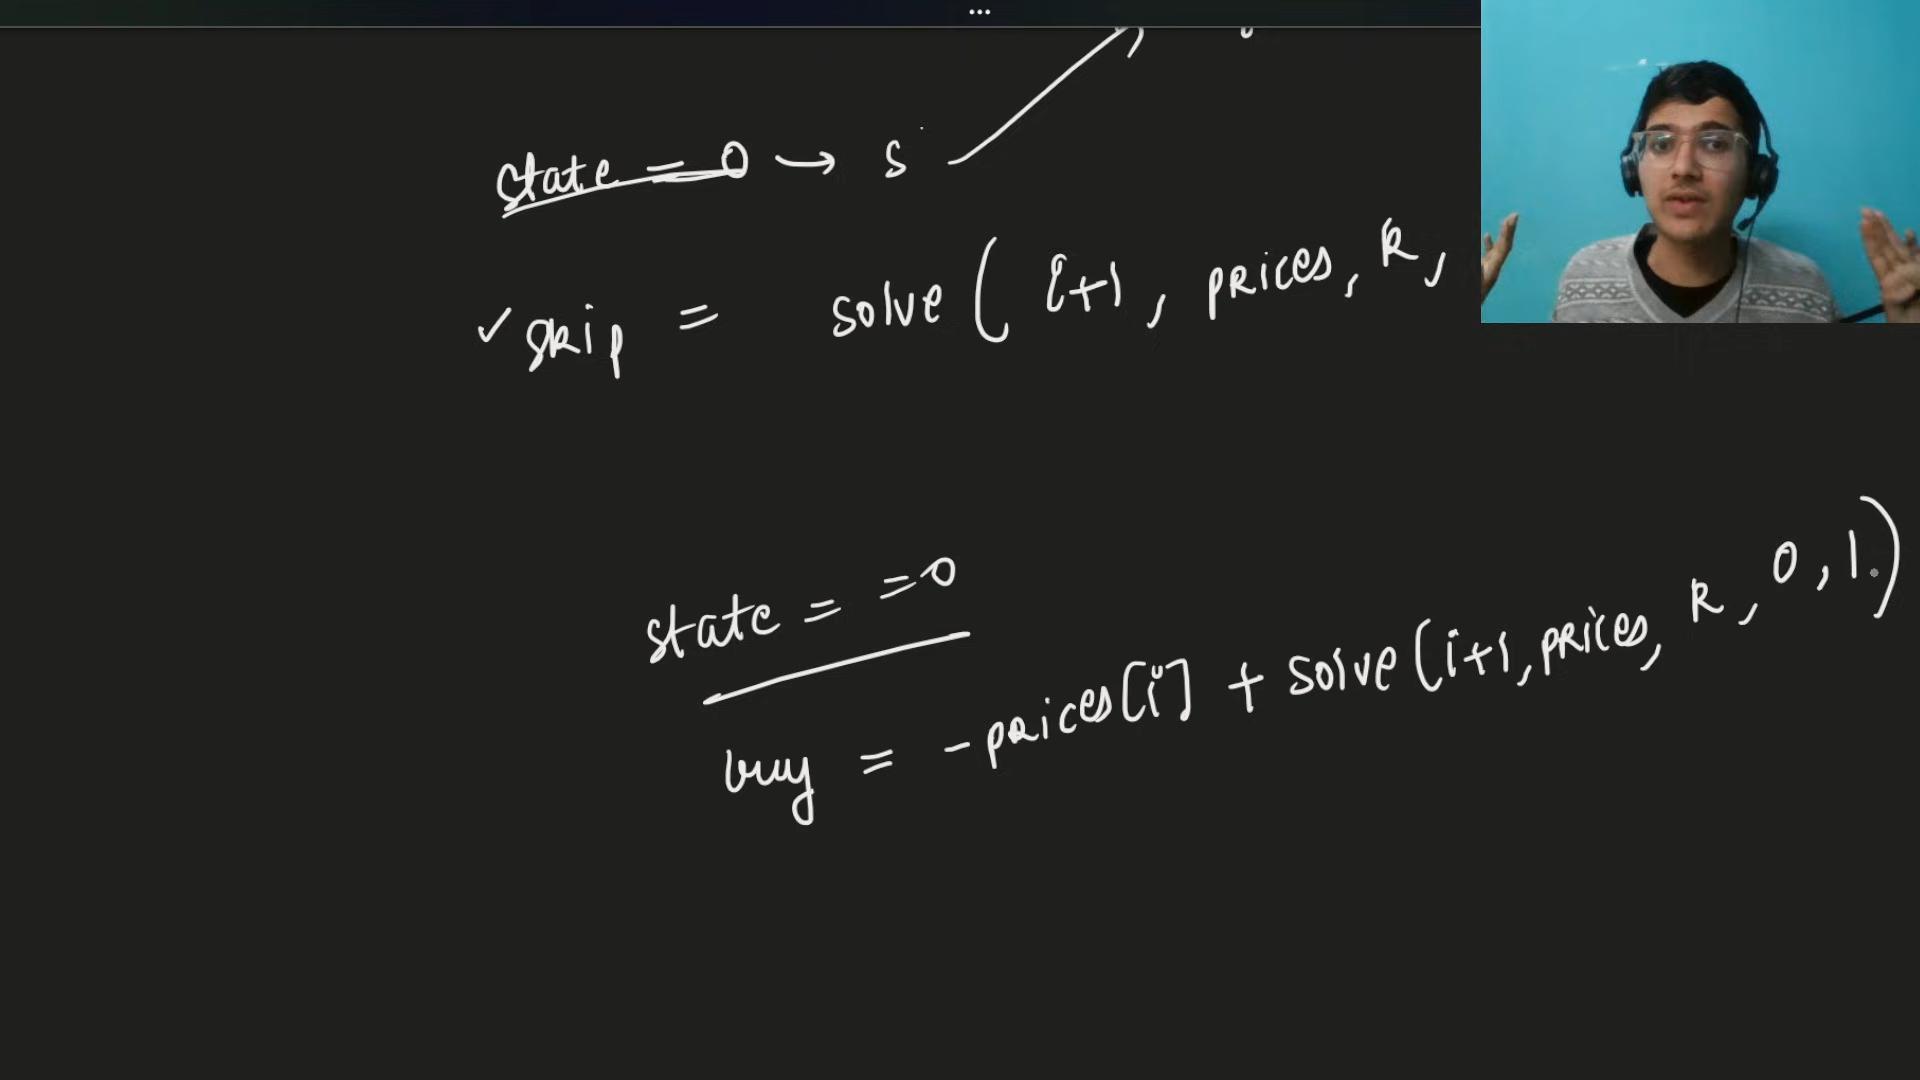 state = 0 → s
✓ skip = solve ( i+1, prices, k,
state = =0
buy = -prices[i] + solve(i+1, prices, k, 0, 1)